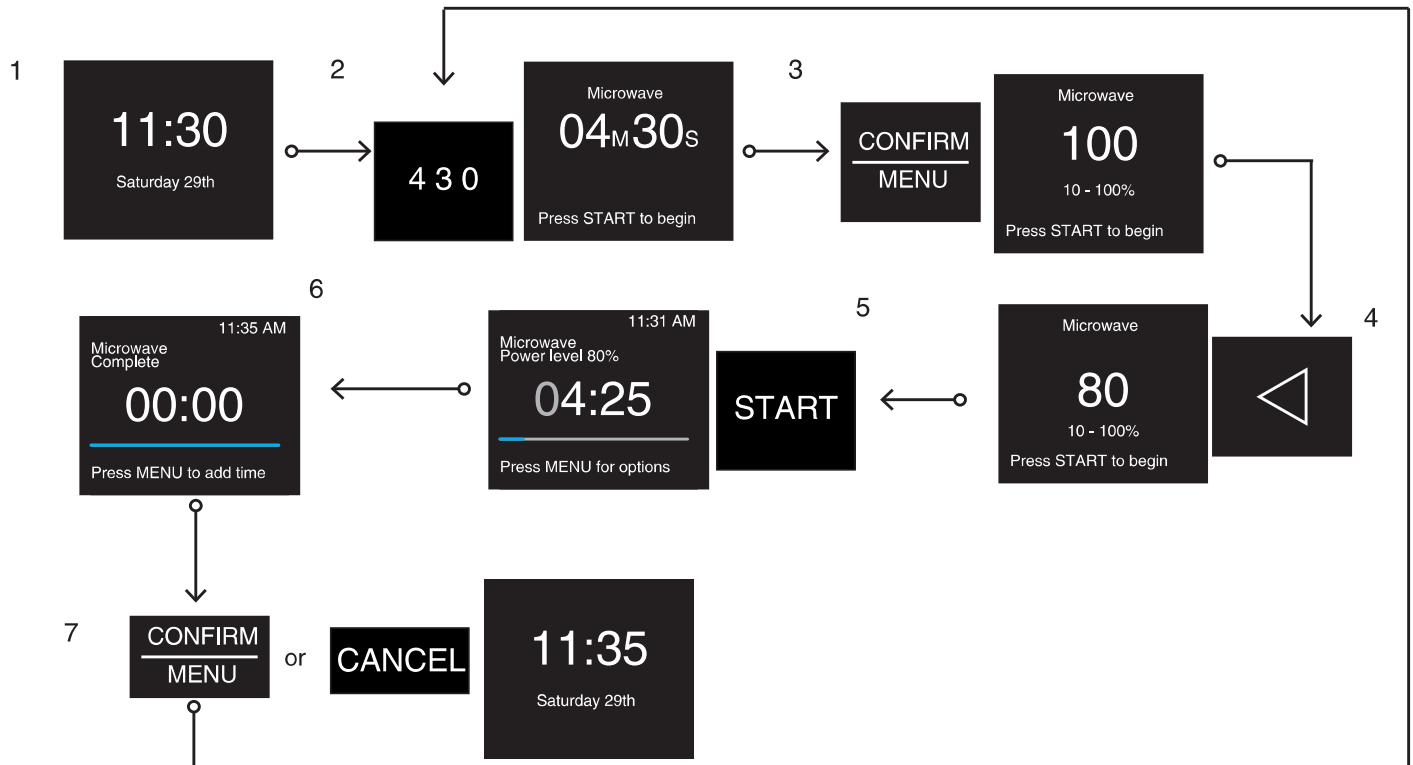 1
11:30
Saturday 29th
2
4 3 0
Microwave
04M30S
Press START to begin
3
CONFIRM
MENU
Microwave
100
10 - 100%
Press START to begin
4
Microwave
80
10 - 100%
Press START to begin
5
START
11:31 AM
Microwave
Power level 80%
04:25
Press MENU for options
6
11:35 AM
Microwave
Complete
00:00
Press MENU to add time
7
CONFIRM
MENU
or
CANCEL
11:35
Saturday 29th